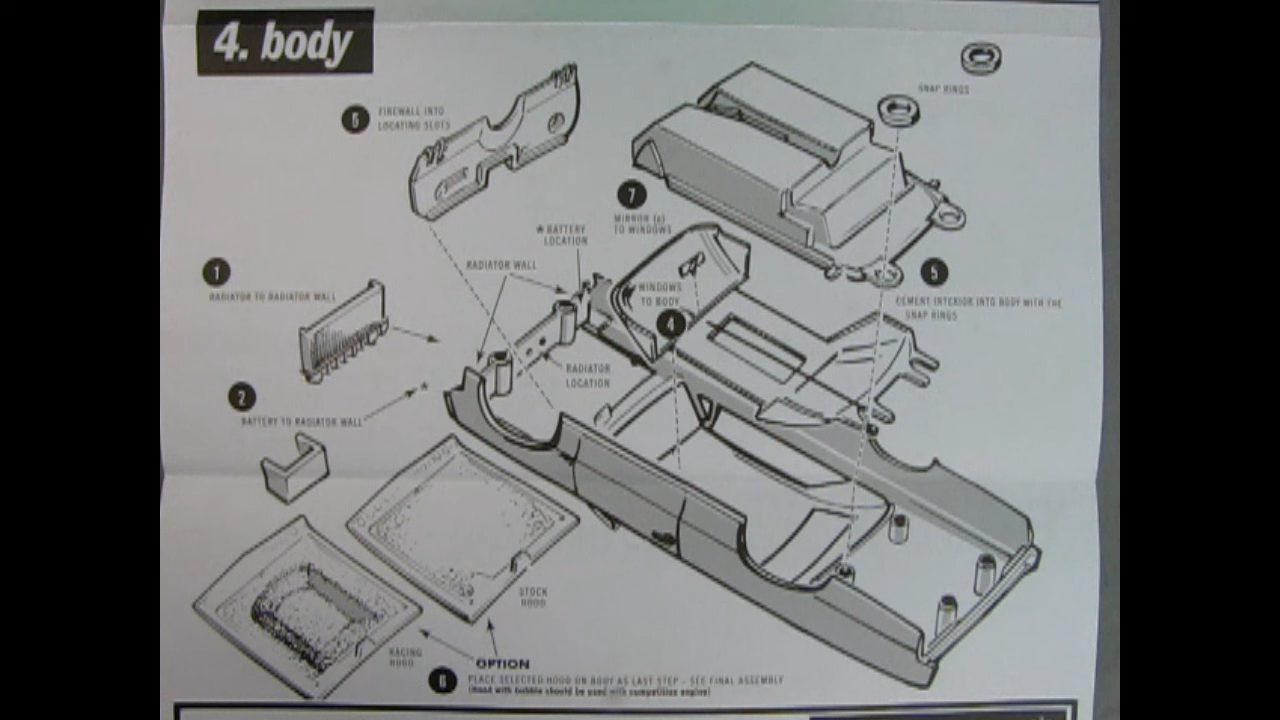 4. body
SNAP RINGS
5
FIREWALL INTO
LOCATING SLOTS
7
MIRROR (s)
TO WINDOWS
★ BATTERY
LOCATION
RADIATOR WALL
1
RADIATOR TO RADIATOR WALL
5
CEMENT INTERIOR INTO BODY WITH THE
SNAP RINGS
WINDOWS
TO BODY
4
RADIATOR
LOCATION
2
BATTERY TO RADIATOR WALL
★
STOCK
HOOD
RACING
HOOD
OPTION
6
PLACE SELECTED HOOD ON BODY AS LAST STEP - SEE FINAL ASSEMBLY
(Hood with bubble should be used with competition engine)